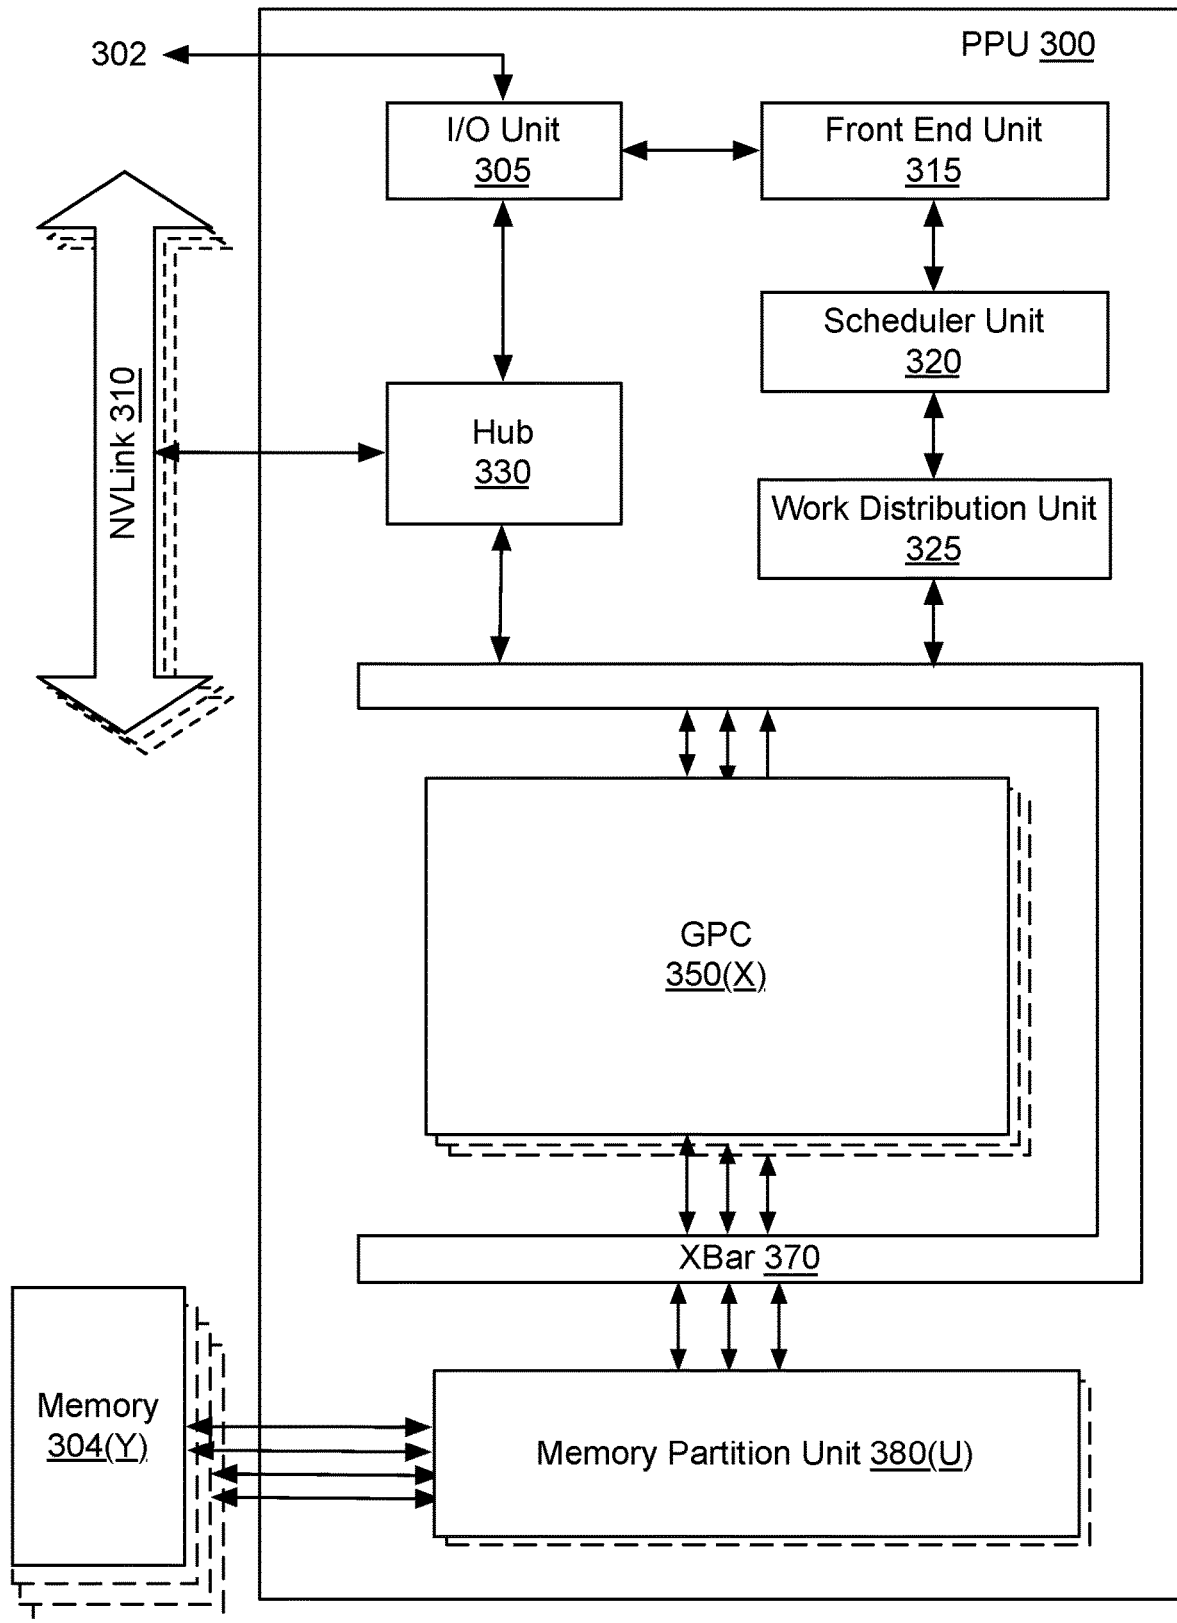 PPU 300
302
I/O Unit
305
Front End Unit
315
Scheduler Unit
320
NVLink 310
Hub
330
Work Distribution Unit
325
GPC
350(X)
XBar 370
Memory
304(Y)
Memory Partition Unit 380(U)